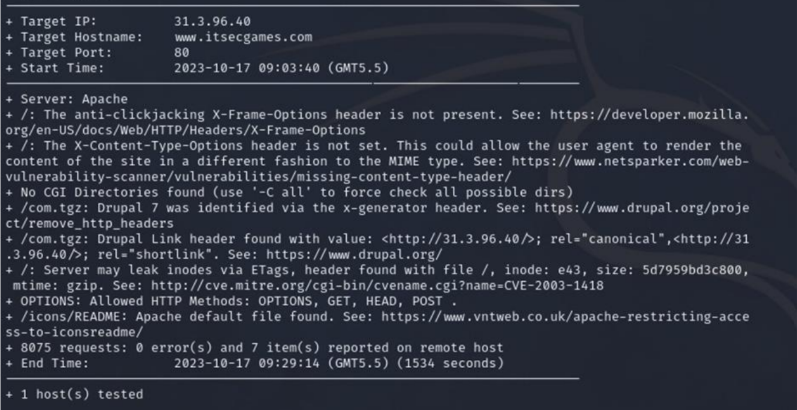 + Target IP:          31.3.96.40
+ Target Hostname:    www.itsecgames.com
+ Target Port:        80
+ Start Time:         2023-10-17 09:03:40 (GMT5.5)
+ Server: Apache
+ /: The anti-clickjacking X-Frame-Options header is not present. See: https://developer.mozilla.
org/en-US/docs/Web/HTTP/Headers/X-Frame-Options
+ /: The X-Content-Type-Options header is not set. This could allow the user agent to render the
content of the site in a different fashion to the MIME type. See: https://www.netsparker.com/web-
vulnerability-scanner/vulnerabilities/missing-content-type-header/
+ No CGI Directories found (use '-C all' to force check all possible dirs)
+ /com.tgz: Drupal 7 was identified via the x-generator header. See: https://www.drupal.org/proje
ct/remove_http_headers
+ /com.tgz: Drupal Link header found with value: <http://31.3.96.40/>; rel="canonical",<http://31
.3.96.40/>; rel="shortlink". See: https://www.drupal.org/
+ /: Server may leak inodes via ETags, header found with file /, inode: e43, size: 5d7959bd3c800,
 mtime: gzip. See: http://cve.mitre.org/cgi-bin/cvename.cgi?name=CVE-2003-1418
+ OPTIONS: Allowed HTTP Methods: OPTIONS, GET, HEAD, POST .
+ /icons/README: Apache default file found. See: https://www.vntweb.co.uk/apache-restricting-acce
ss-to-iconsreadme/
+ 8075 requests: 0 error(s) and 7 item(s) reported on remote host
+ End Time:           2023-10-17 09:29:14 (GMT5.5) (1534 seconds)
+ 1 host(s) tested